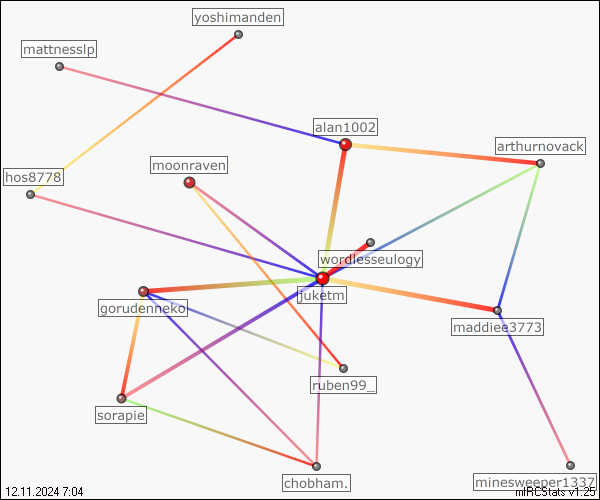 yoshimanden
mattnesslp
alan1002
arthurnovack
moonraven
hos8778
wordlesseulogy
juketm
gorudenneko
maddiee3773
ruben99_
sorapie
chobham.
minesweeper1337
12.11.2024 7:04
mIRCStats v1.25